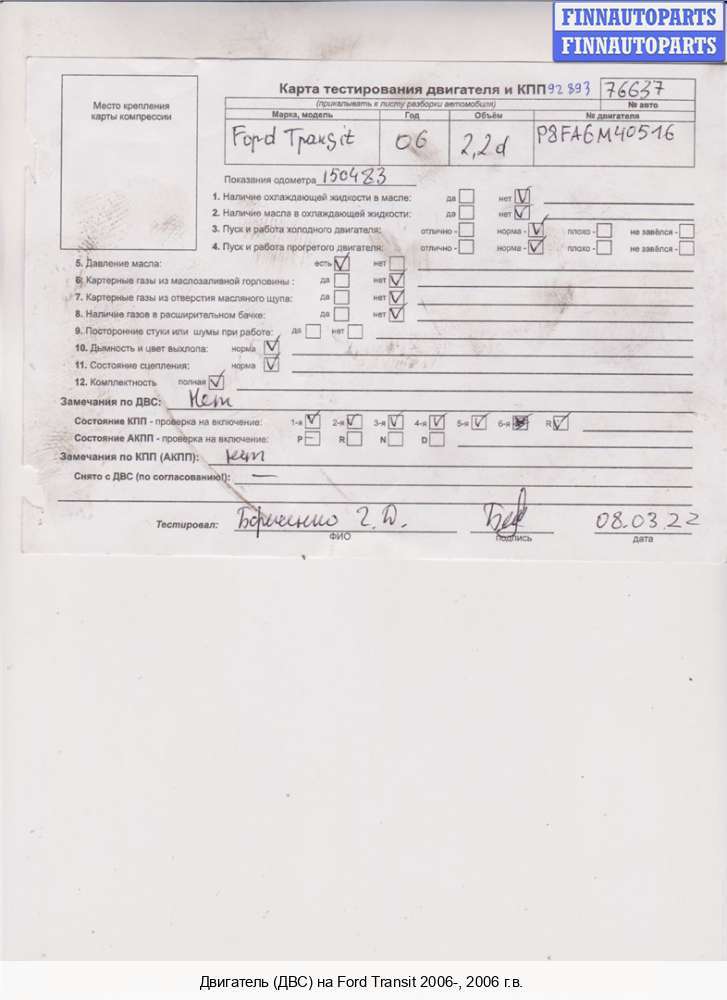 FINNAUTOPARTS
FINNAUTOPARTS
Карта тестирования двигателя и КПП 92 893 76637
Место крепления карты компрессии
(прикалывать к листу разборки автомобиля) № авто
Марка, модель Год Объём № двигателя
Ford Transit 06 2,2d P8FA6M40516
Показания одометра 150483
1. Наличие охлаждающей жидкости в масле: да нет
2. Наличие масла в охлаждающей жидкости: да нет
3. Пуск и работа холодного двигателя: отлично - норма - плохо - не завёлся -
4. Пуск и работа прогретого двигателя: отлично - норма - плохо - не завёлся -
5. Давление масла: есть нет
6. Картерные газы из маслозаливной горловины : да нет
7. Картерные газы из отверстия масляного щупа: да нет
8. Наличие газов в расширительном бачке: да нет
9. Посторонние стуки или шумы при работе: да нет
10. Дымность и цвет выхлопа: норма
11. Состояние сцепления: норма
12. Комплектность полная
Замечания по ДВС: Нет
Состояние КПП - проверка на включение: 1-я 2-я 3-я 4-я 5-я 6-я R
Состояние АКПП - проверка на включение: P R N D
Замечания по КПП (АКПП): нет
Снято с ДВС (по согласованию!): —
Тестировал: Г. Д. 08.03.22
ФИО подпись дата
Двигатель (ДВС) на Ford Transit 2006-, 2006 г.в.